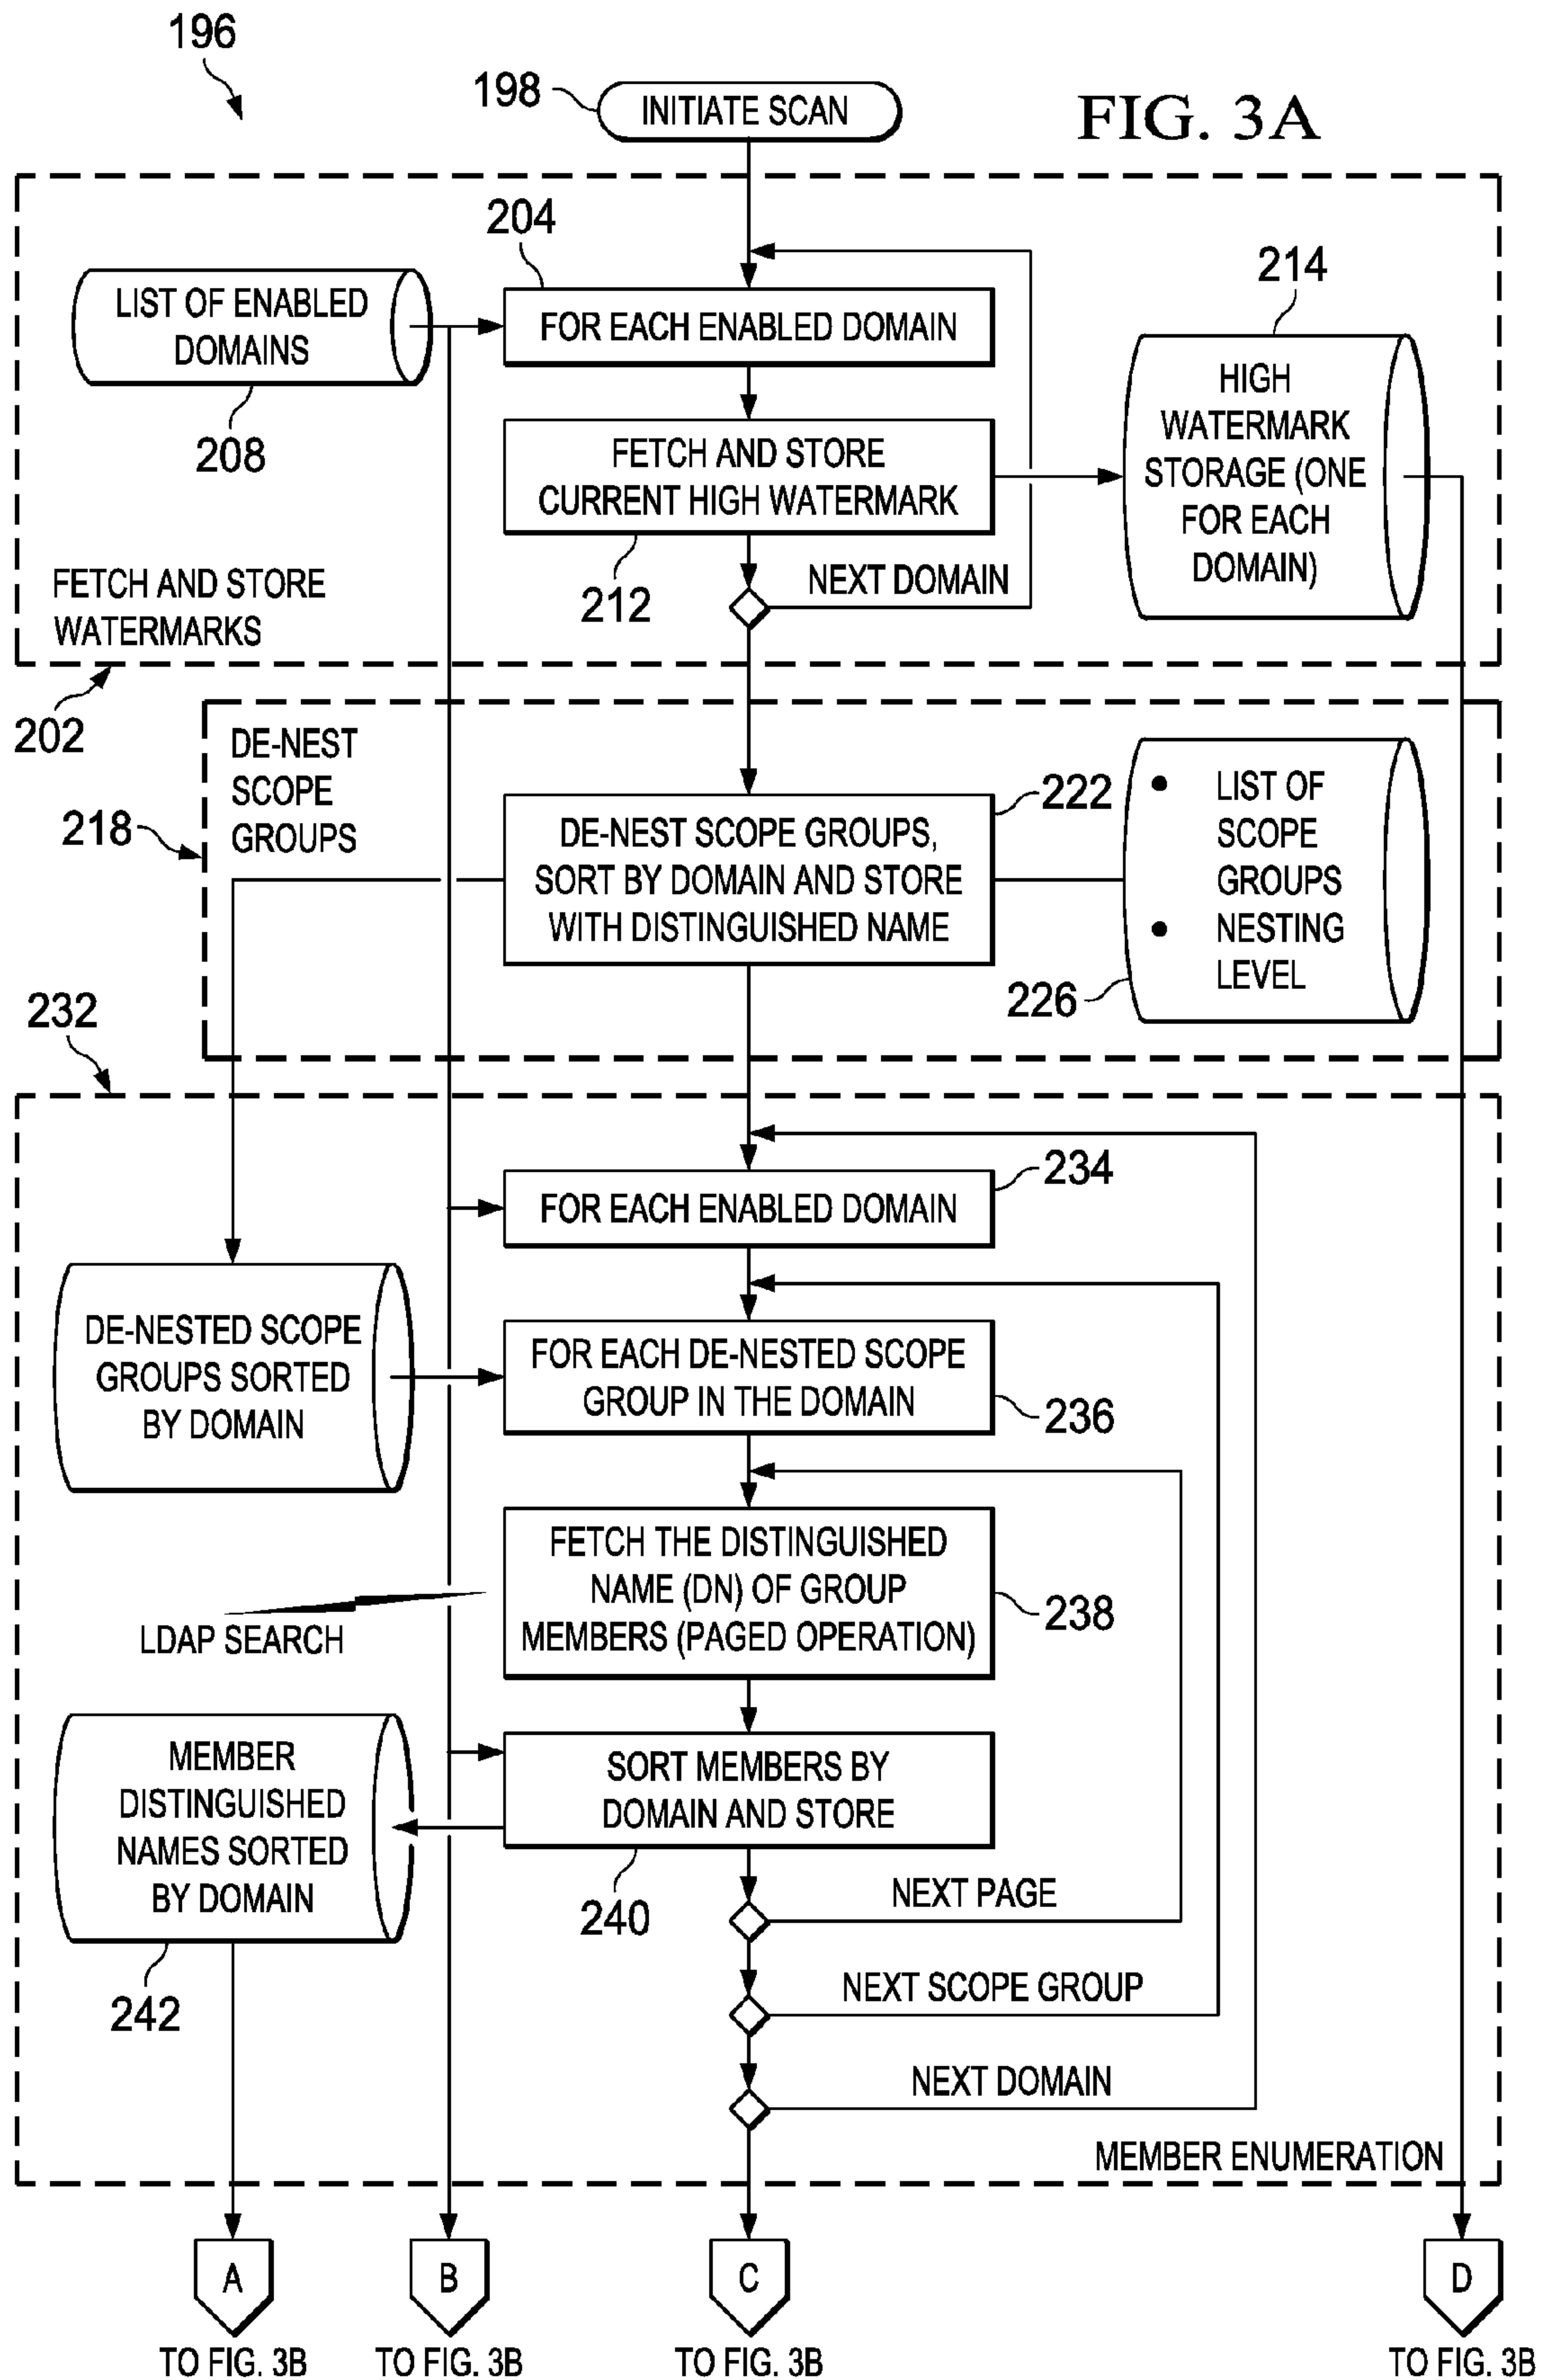 196
198
INITIATE SCAN
FIG. 3A
204
LIST OF ENABLED
DOMAINS
208
FOR EACH ENABLED DOMAIN
214
HIGH
WATERMARK
STORAGE (ONE
FOR EACH
DOMAIN)
FETCH AND STORE
CURRENT HIGH WATERMARK
212
NEXT DOMAIN
FETCH AND STORE
WATERMARKS
202
DE-NEST
SCOPE
GROUPS
218
222
DE-NEST SCOPE GROUPS,
SORT BY DOMAIN AND STORE
WITH DISTINGUISHED NAME
• LIST OF
SCOPE
GROUPS
• NESTING
LEVEL
226
232
234
FOR EACH ENABLED DOMAIN
DE-NESTED SCOPE
GROUPS SORTED
BY DOMAIN
FOR EACH DE-NESTED SCOPE
GROUP IN THE DOMAIN
236
FETCH THE DISTINGUISHED
NAME (DN) OF GROUP
MEMBERS (PAGED OPERATION)
238
LDAP SEARCH
MEMBER
DISTINGUISHED
NAMES SORTED
BY DOMAIN
242
SORT MEMBERS BY
DOMAIN AND STORE
240
NEXT PAGE
NEXT SCOPE GROUP
NEXT DOMAIN
MEMBER ENUMERATION
A
B
C
D
TO FIG. 3B
TO FIG. 3B
TO FIG. 3B
TO FIG. 3B